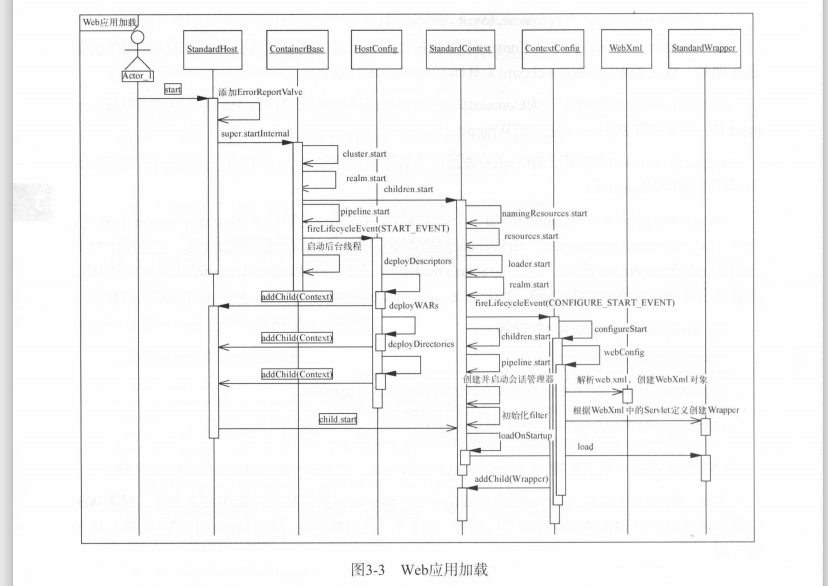 Web应用加载
StandardHost
ContainerBase
HostConfig
StandardContext
ContextConfig
WebXml
StandardWrapper
Actor_1
start
添加ErrorReportValve
super.startInternal
cluster.start
realm.start
children.start
pipeline.start
namingResources.start
fireLifecycleEvent(START_EVENT)
resources.start
启动后台线程
deployDescriptors
loader.start
realm.start
addChild(Context)
deployWARs
fireLifecycleEvent(CONFIGURE_START_EVENT)
configureStart
addChild(Context)
deployDirectories
children.start
webConfig
pipeline.start
addChild(Context)
创建并启动会话管理器
解析web.xml，创建WebXml 对象
初始化filter
根据WebXml 中的Servlet定义创建Wrapper
child.start
loadOnStartup
load
addChild(Wrapper)
图3-3 Web应用加载